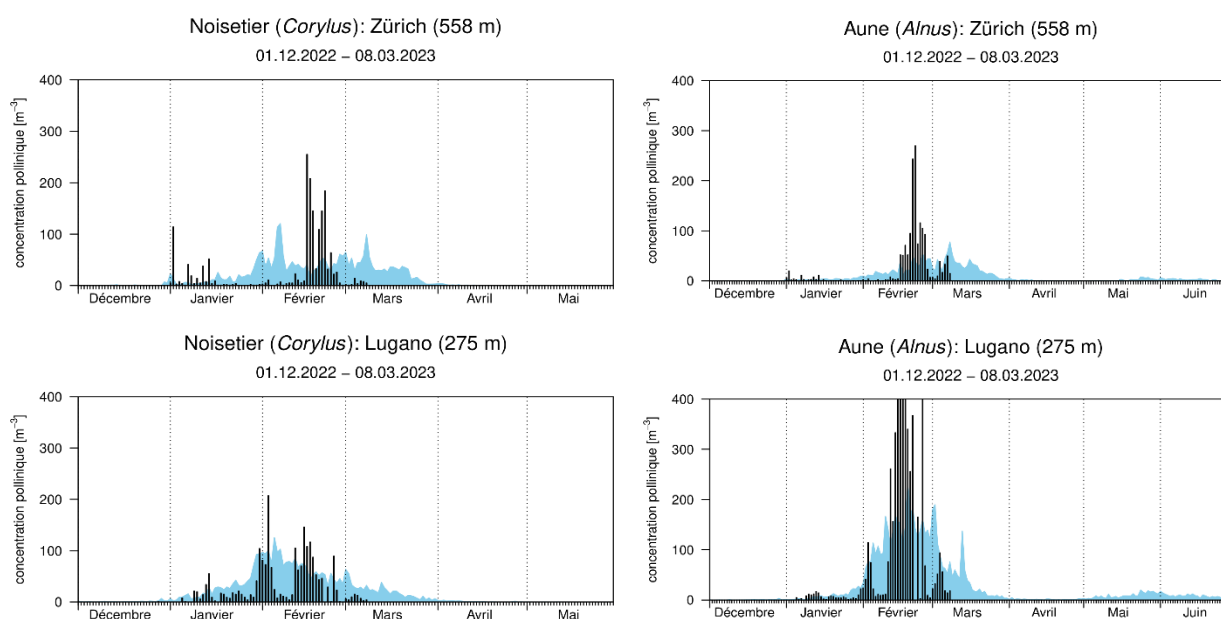 Noisetier (Corylus): Zürich (558 m)
01.12.2022 – 08.03.2023
concentration pollinique [m⁻³]
400
300
200
100
0
Décembre Janvier Février Mars Avril Mai
Aune (Alnus): Zürich (558 m)
01.12.2022 – 08.03.2023
concentration pollinique [m⁻³]
400
300
200
100
0
Décembre Janvier Février Mars Avril Mai Juin
Noisetier (Corylus): Lugano (275 m)
01.12.2022 – 08.03.2023
concentration pollinique [m⁻³]
400
300
200
100
0
Décembre Janvier Février Mars Avril Mai
Aune (Alnus): Lugano (275 m)
01.12.2022 – 08.03.2023
concentration pollinique [m⁻³]
400
300
200
100
0
Décembre Janvier Février Mars Avril Mai Juin